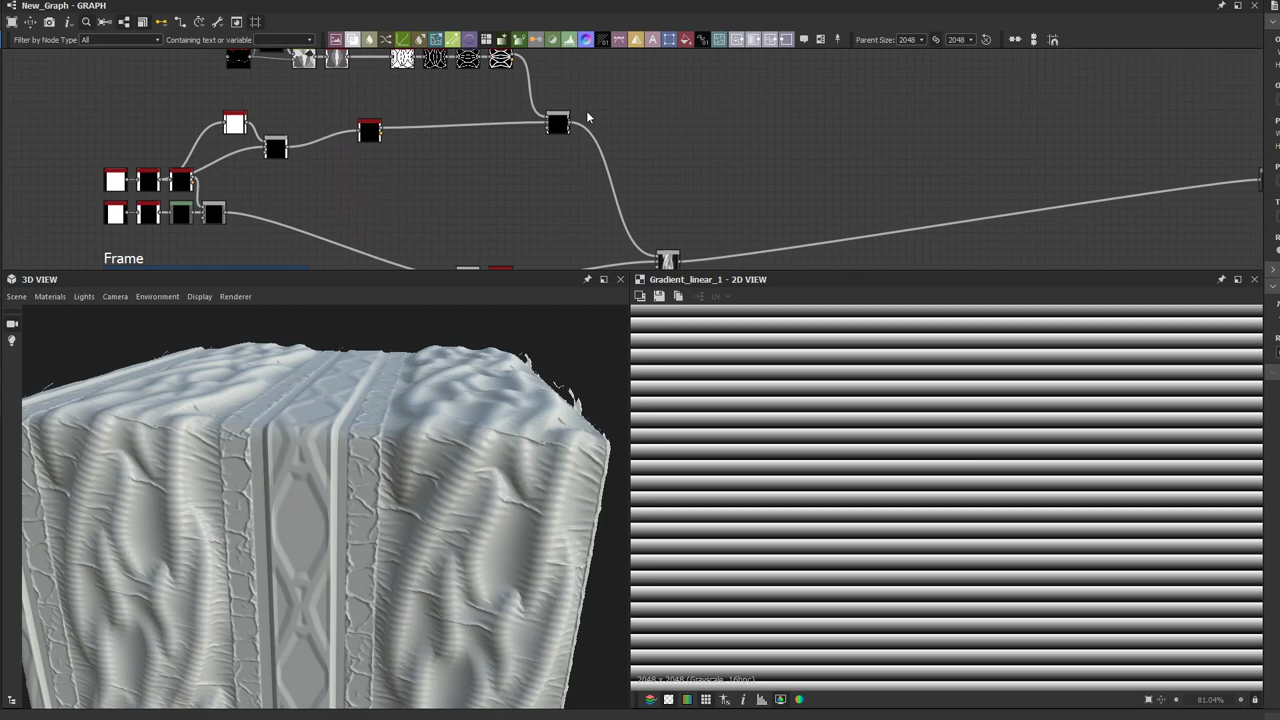 New_Graph - GRAPH
Filter by Node Type All Containing text or variable Parent Size: 2048 2048
Frame
3D VIEW
Scene Materials Lights Camera Environment Display Renderer
Gradient_linear_1 - 2D VIEW
UV
2048 x 2048 (Grayscale, 16bpc)
81.04%